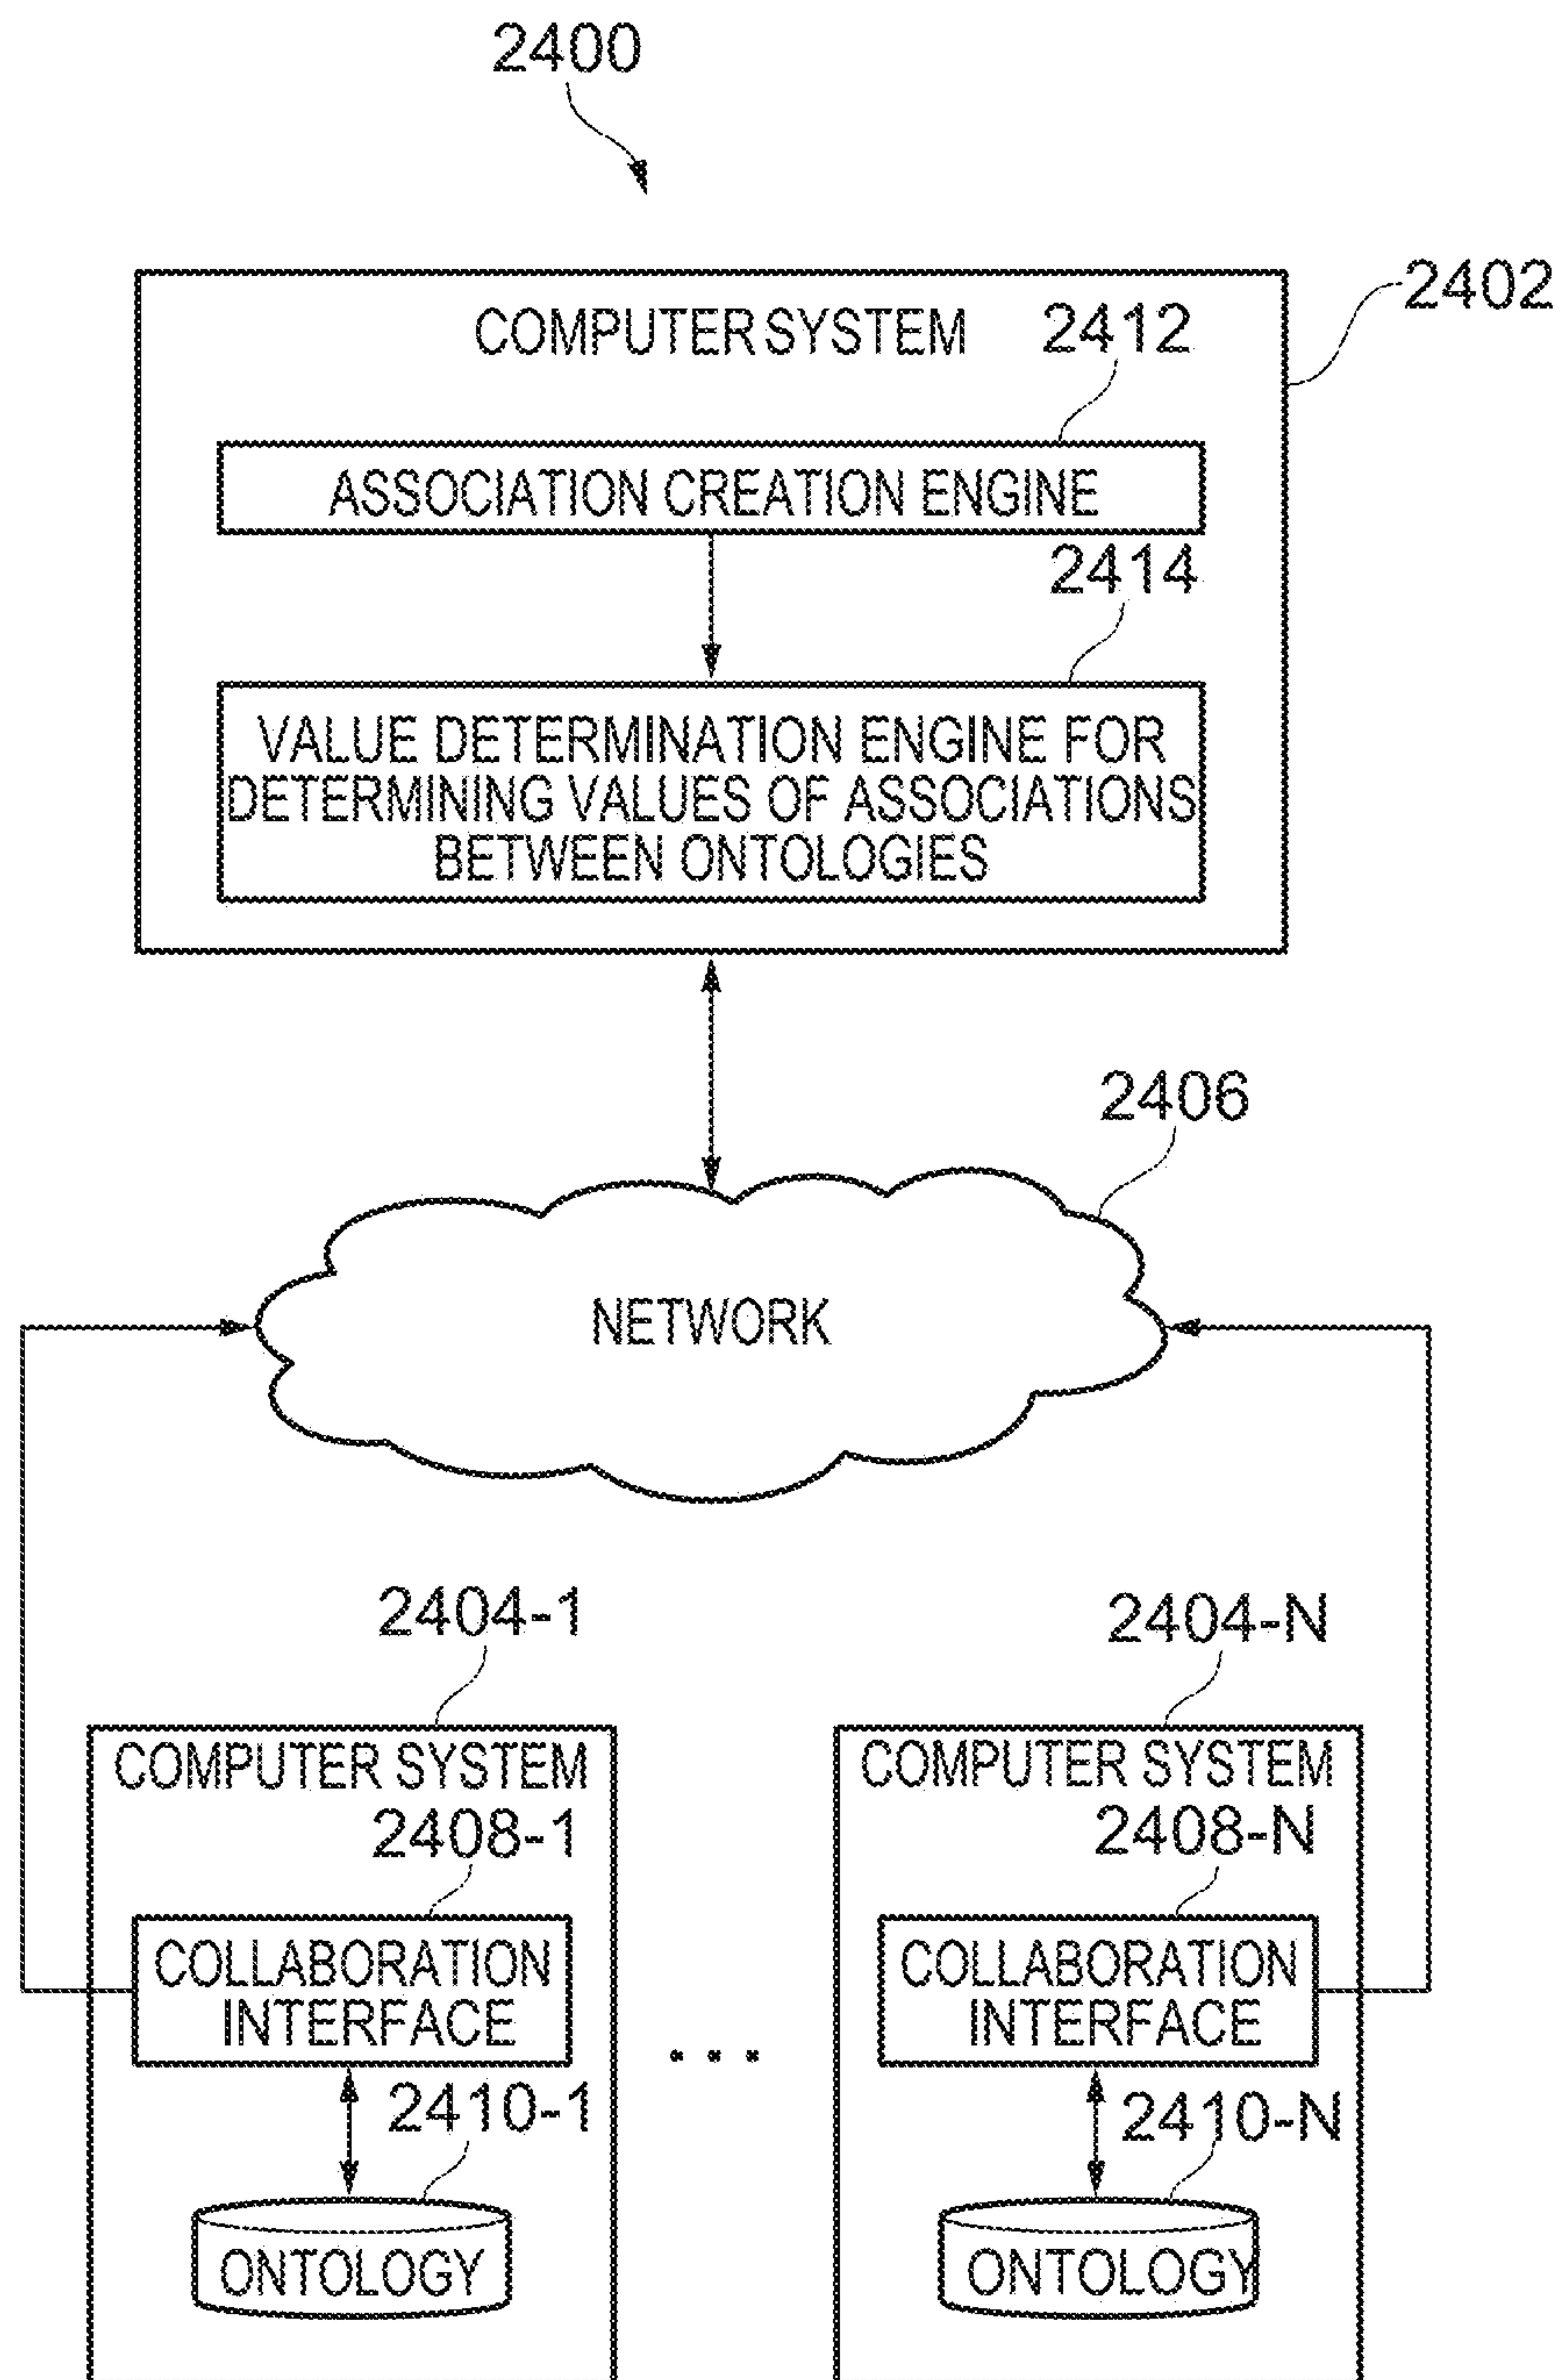 2400
2402
COMPUTER SYSTEM
2412
ASSOCIATION CREATION ENGINE
2414
VALUE DETERMINATION ENGINE FOR
DETERMINING VALUES OF ASSOCIATIONS
BETWEEN ONTOLOGIES
2406
NETWORK
2404-1
2404-N
COMPUTER SYSTEM
COMPUTER SYSTEM
2408-1
2408-N
COLLABORATION
INTERFACE
COLLABORATION
INTERFACE
...
2410-1
2410-N
ONTOLOGY
ONTOLOGY